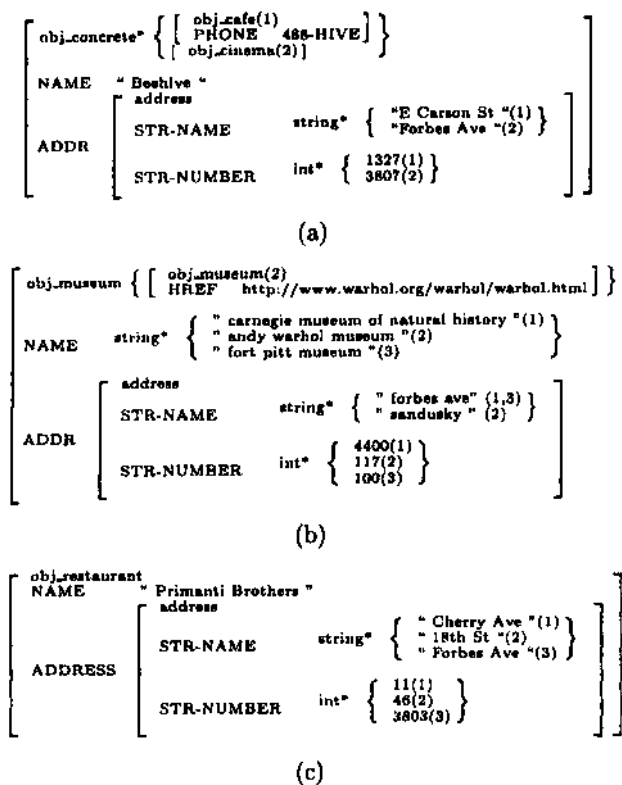 obj_cafe(1)
obj_concrete* { [ PHONE 488-HIVE ] }
[ obj_cinema(2) ]
NAME " Beehive "
address
STR-NAME string* { "E Carson St "(1)
"Forbes Ave "(2) }
ADDR
STR-NUMBER int* { 1327(1)
3807(2) }
(a)
obj_museum { [ obj_museum(2)
HREF http://www.warhol.org/warhol/warhol.html ] }
NAME string* { " carnegie museum of natural history "(1)
" andy warhol museum "(2)
" fort pitt museum "(3) }
address
STR-NAME string* { " forbes ave" (1,3)
" sandusky " (2) }
ADDR
STR-NUMBER int* { 4400(1)
117(2)
100(3) }
(b)
obj_restaurant
NAME " Primanti Brothers "
address
STR-NAME string* { " Cherry Ave "(1)
" 18th St "(2)
" Forbes Ave "(3) }
ADDRESS
STR-NUMBER int* { 11(1)
46(2)
3803(3) }
(c)